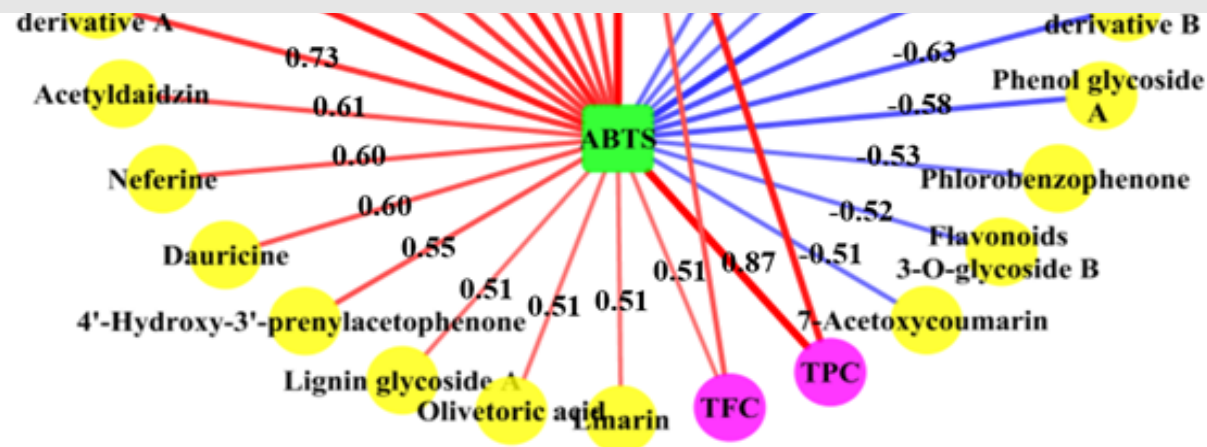 derivative A
derivative B
0.73
-0.63
Acetyldaidzin
0.61
-0.58
Phenol glycoside
A
ABTS
Neferine
0.60
-0.53
Phlorobenzophenone
Dauricine
0.60
-0.52
Flavonoids
3-O-glycoside B
0.55
0.51
0.51
0.51
0.51
0.87
-0.51
4'-Hydroxy-3'-prenylacetophenone
7-Acetoxycoumarin
Lignin glycoside A
TPC
Olivetoric acid
TFC